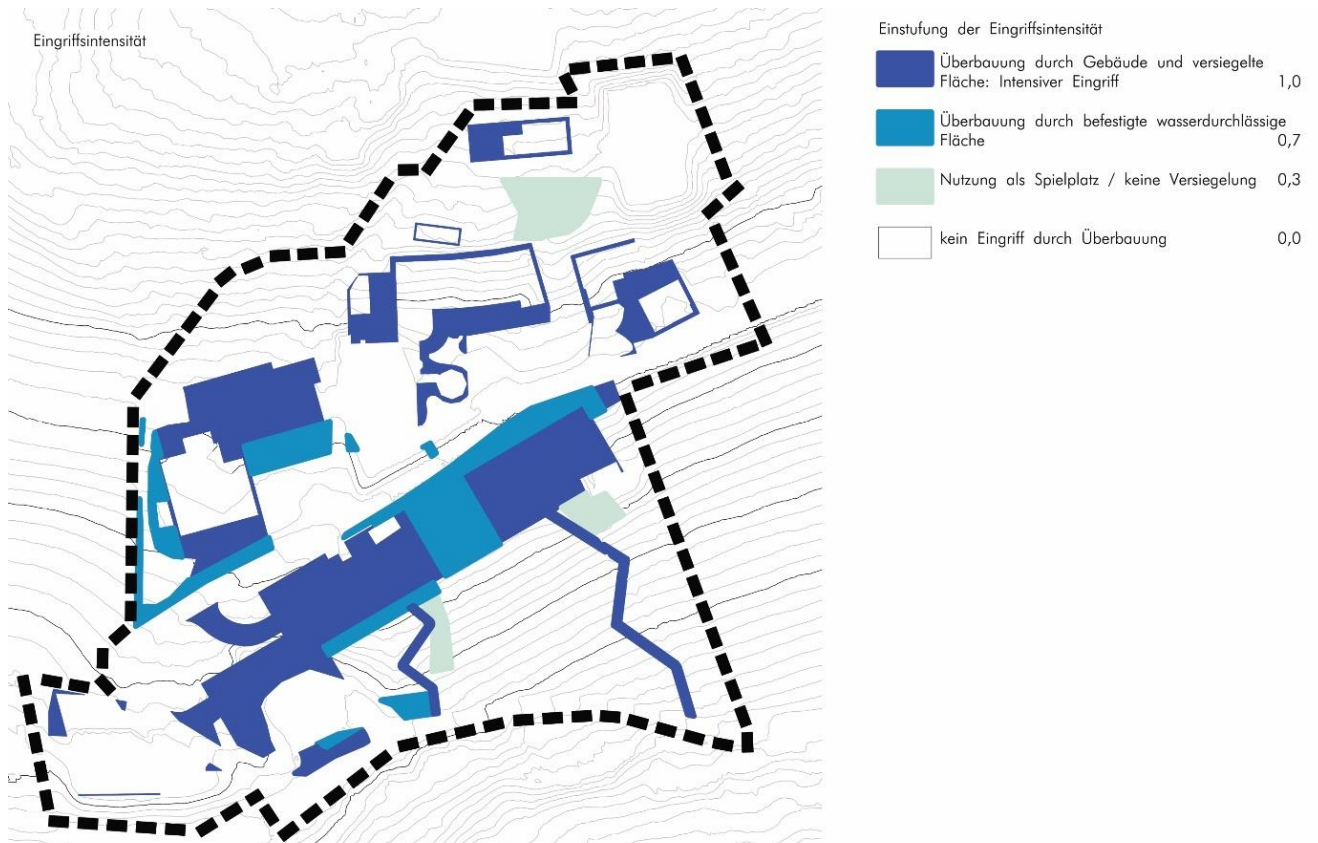 Eingriffsintensität
Einstufung der Eingriffsintensität
Überbauung durch Gebäude und versiegelte
Fläche: Intensiver Eingriff 1,0
Überbauung durch befestigte wasserdurchlässige
Fläche 0,7
Nutzung als Spielplatz / keine Versiegelung 0,3
kein Eingriff durch Überbauung 0,0